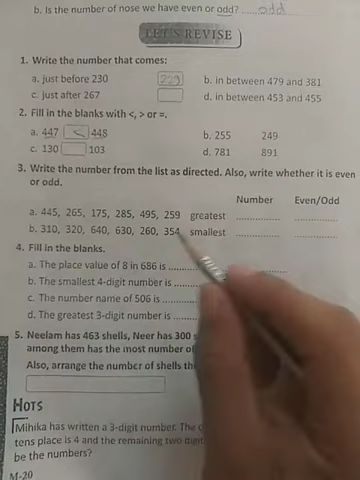 b. Is the number of nose we have even or odd? odd
LET'S REVISE
1. Write the number that comes:
a. just before 230 229 b. in between 479 and 381
c. just after 267 d. in between 453 and 455
2. Fill in the blanks with <, > or =.
a. 447 < 448 b. 255 249
c. 130 103 d. 781 891
3. Write the number from the list as directed. Also, write whether it is even
or odd.
Number Even/Odd
a. 445, 265, 175, 285, 495, 259 greatest
b. 310, 320, 640, 630, 260, 354 smallest
4. Fill in the blanks.
a. The place value of 8 in 686 is
b. The smallest 4-digit number is
c. The number name of 506 is
d. The greatest 3-digit number is
5. Neelam has 463 shells, Neer has 300
among them has the most number of
Also, arrange the number of shells
HOTS
Mihika has written a 3-digit number. The
tens place is 4 and the remaining two digit
be the numbers?
M-20